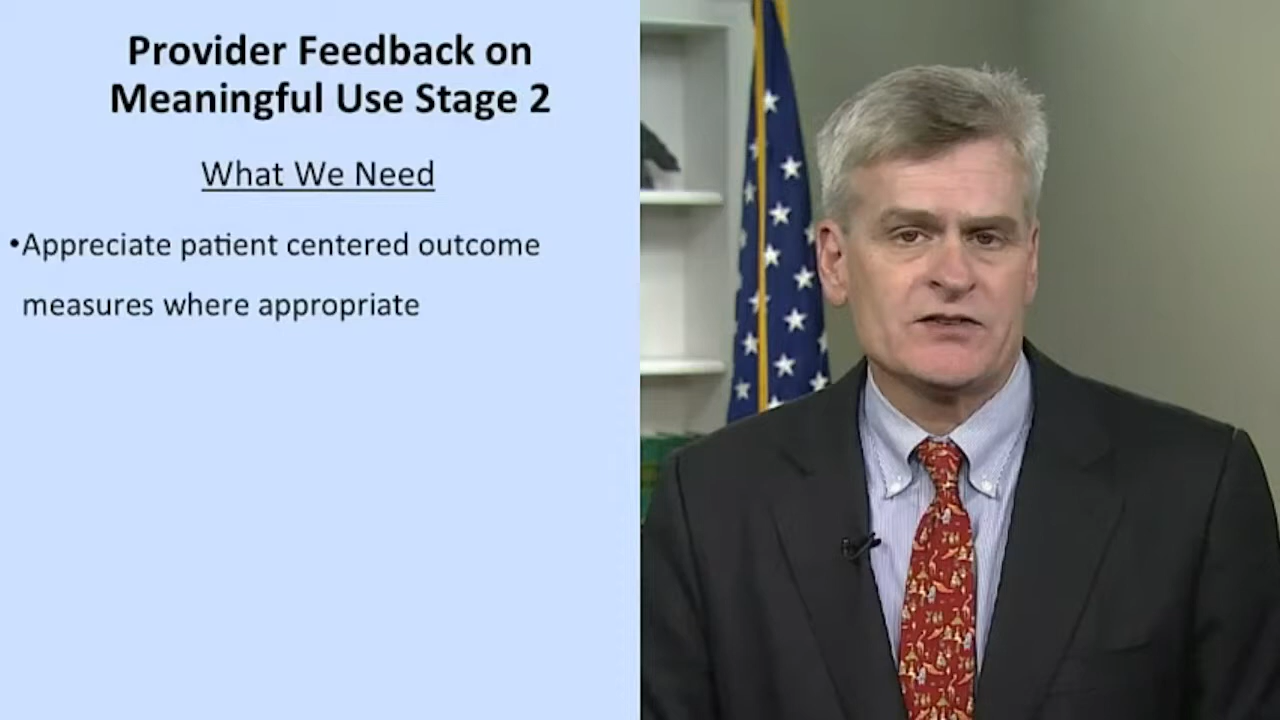 Provider Feedback on
Meaningful Use Stage 2
What We Need
•Appreciate patient centered outcome
measures where appropriate